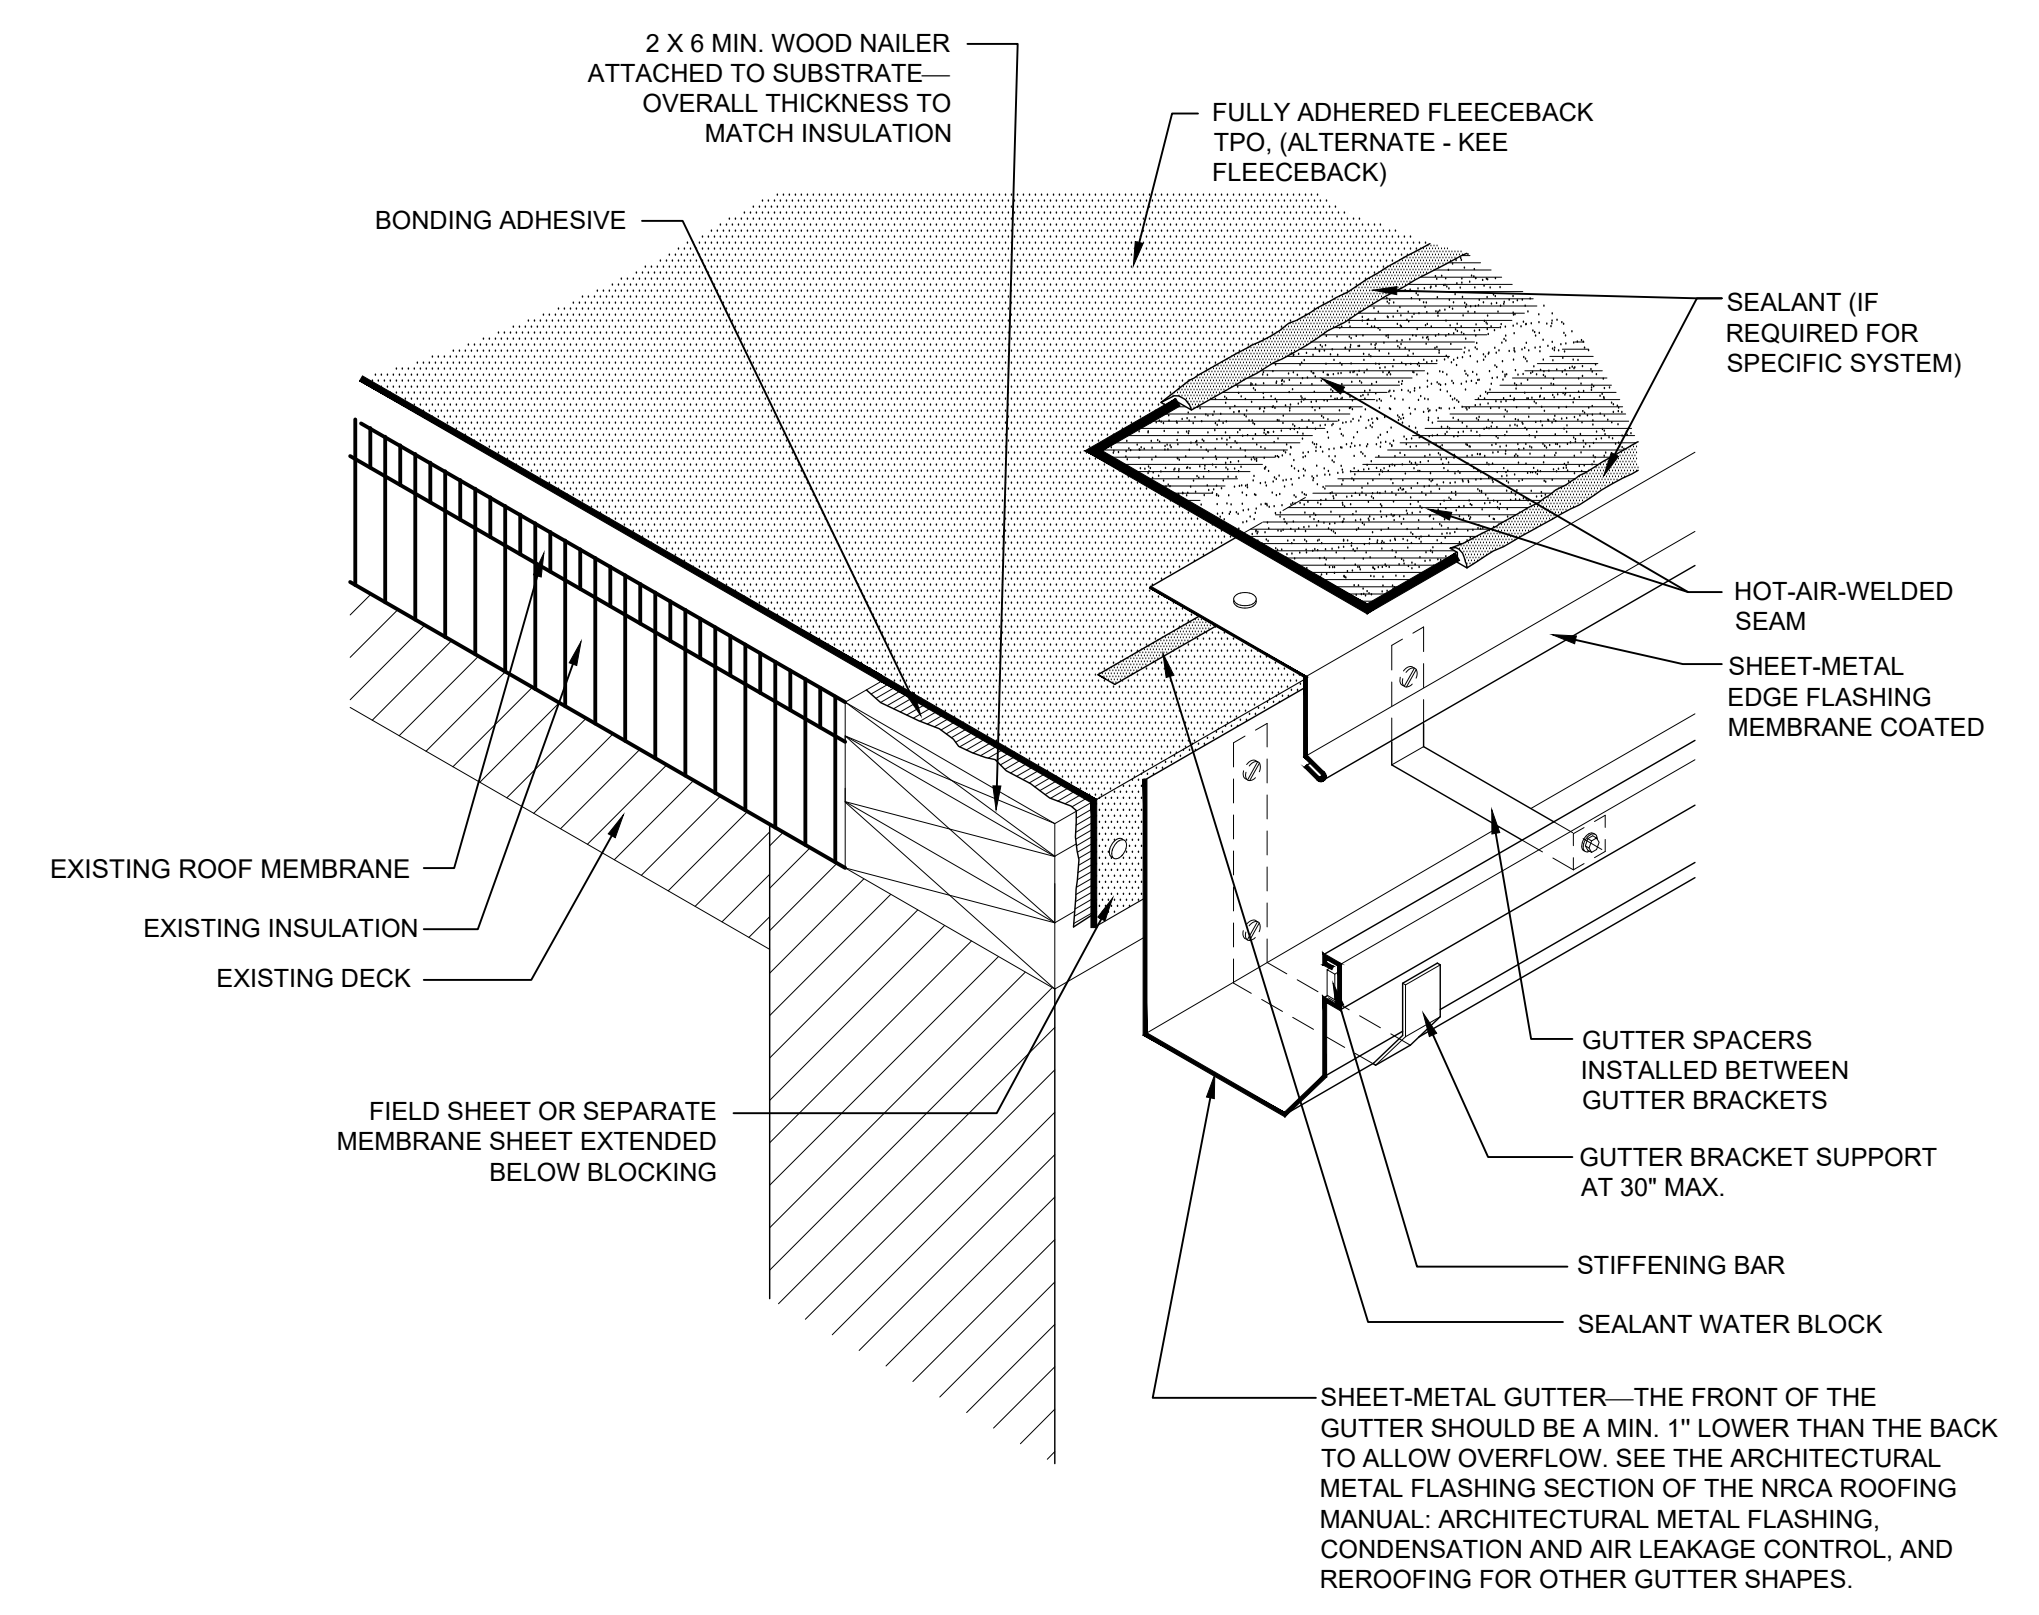 2 X 6 MIN. WOOD NAILER
ATTACHED TO SUBSTRATE—
OVERALL THICKNESS TO
MATCH INSULATION
FULLY ADHERED FLEECEBACK
TPO, (ALTERNATE - KEE
FLEECEBACK)
BONDING ADHESIVE
SEALANT (IF
REQUIRED FOR
SPECIFIC SYSTEM)
HOT-AIR-WELDED
SEAM
SHEET-METAL
EDGE FLASHING
MEMBRANE COATED
EXISTING ROOF MEMBRANE
EXISTING INSULATION
EXISTING DECK
FIELD SHEET OR SEPARATE
MEMBRANE SHEET EXTENDED
BELOW BLOCKING
GUTTER SPACERS
INSTALLED BETWEEN
GUTTER BRACKETS
GUTTER BRACKET SUPPORT
AT 30" MAX.
STIFFENING BAR
SEALANT WATER BLOCK
SHEET-METAL GUTTER—THE FRONT OF THE
GUTTER SHOULD BE A MIN. 1" LOWER THAN THE BACK
TO ALLOW OVERFLOW. SEE THE ARCHITECTURAL
METAL FLASHING SECTION OF THE NRCA ROOFING
MANUAL: ARCHITECTURAL METAL FLASHING,
CONDENSATION AND AIR LEAKAGE CONTROL, AND
REROOFING FOR OTHER GUTTER SHAPES.